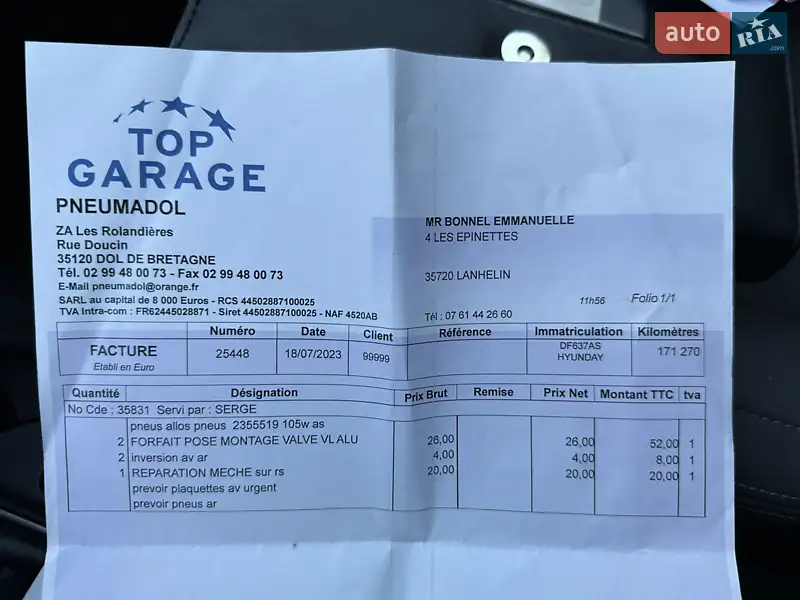 auto RIA.com
TOP
GARAGE
PNEUMADOL
ZA Les Rolandières
Rue Doucin
35120 DOL DE BRETAGNE
Tél. 02 99 48 00 73 - Fax 02 99 48 00 73
E-Mail pneumadol@orange.fr
SARL au capital de 8 000 Euros - RCS 44502887100025
TVA Intra-com : FR62445028871 - Siret 44502887100025 - NAF 4520AB
MR BONNEL EMMANUELLE
4 LES EPINETTES
35720 LANHELIN
11h56 Folio 1/1
Tél : 07 61 44 26 60
Numéro Date Client Référence Immatriculation Kilomètres
FACTURE 25448 18/07/2023 99999 DF637AS 171 270
Etabli en Euro HYUNDAY
Quantité Désignation Prix Brut Remise Prix Net Montant TTC tva
No Cde : 35831 Servi par : SERGE
pneus allos pneus 2355519 105w as
2 FORFAIT POSE MONTAGE VALVE VL ALU 26,00 26,00 52,00 1
2 inversion av ar 4,00 4,00 8,00 1
1 REPARATION MECHE sur rs 20,00 20,00 20,00 1
prevoir plaquettes av urgent
prevoir pneus ar